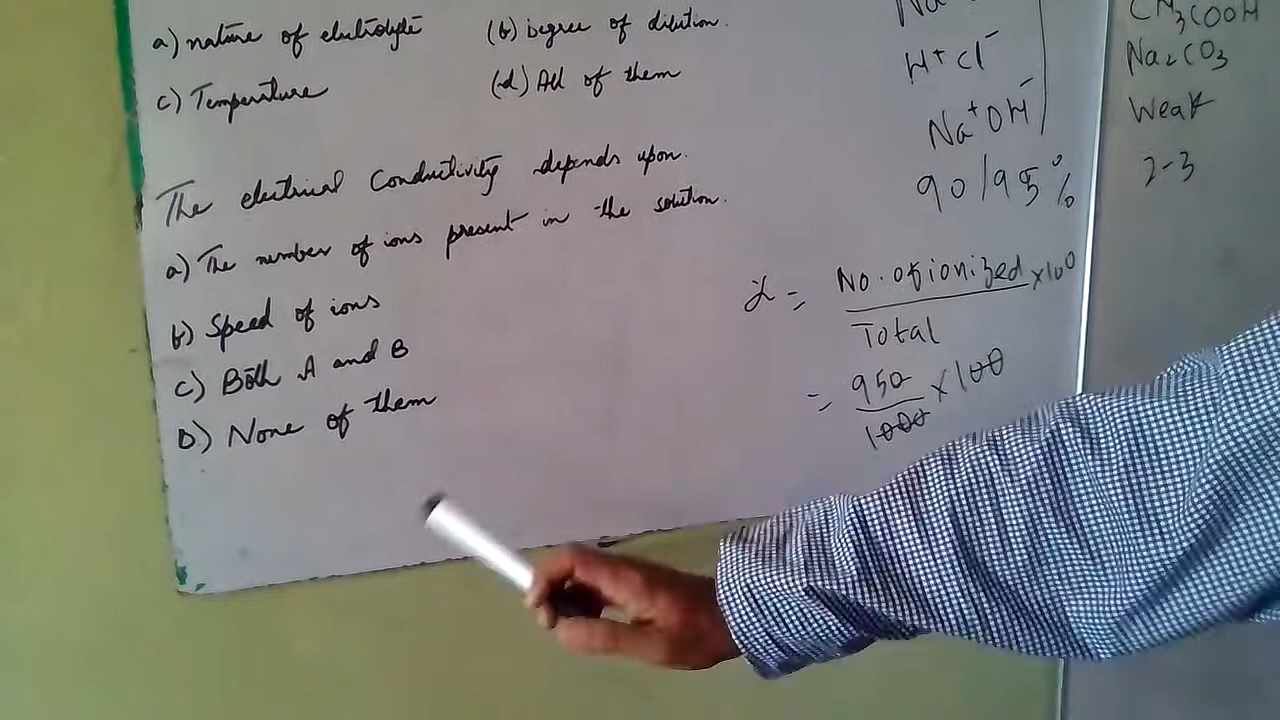 a) nature of electrolyte (b) Degree of dilution.
c) Temperature (d) All of them
The electrical Conductivity depends upon.
a) The number of ions present in the solution.
b) Speed of ions
c) Both A and B
D) None of them
Na
H+ Cl-
Na+ OH-
90/95%
α = No. of ionized ×100
Total
= 950 × 100
1000
CH3COOH
Na2CO3
Weak
2-3